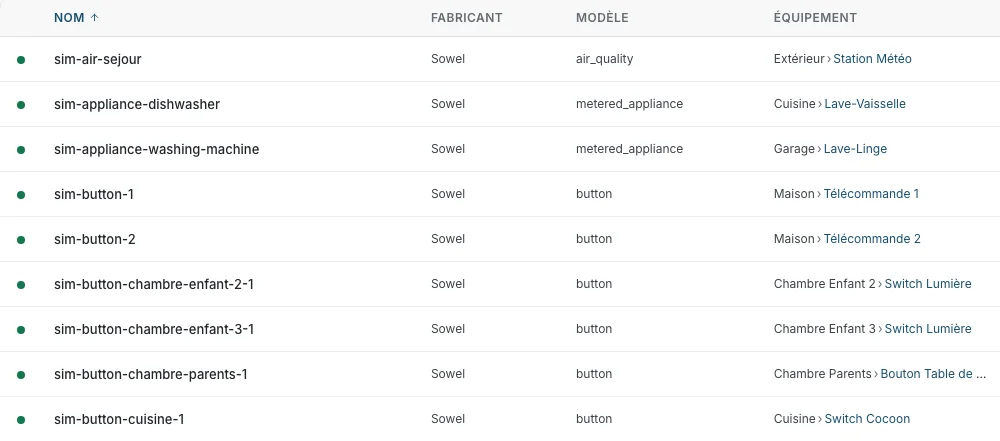 NOM ↑ FABRICANT MODÈLE ÉQUIPEMENT
sim-air-sejour Sowel air_quality Extérieur › Station Météo
sim-appliance-dishwasher Sowel metered_appliance Cuisine › Lave-Vaisselle
sim-appliance-washing-machine Sowel metered_appliance Garage › Lave-Linge
sim-button-1 Sowel button Maison › Télécommande 1
sim-button-2 Sowel button Maison › Télécommande 2
sim-button-chambre-enfant-2-1 Sowel button Chambre Enfant 2 › Switch Lumière
sim-button-chambre-enfant-3-1 Sowel button Chambre Enfant 3 › Switch Lumière
sim-button-chambre-parents-1 Sowel button Chambre Parents › Bouton Table de ...
sim-button-cuisine-1 Sowel button Cuisine › Switch Cocoon